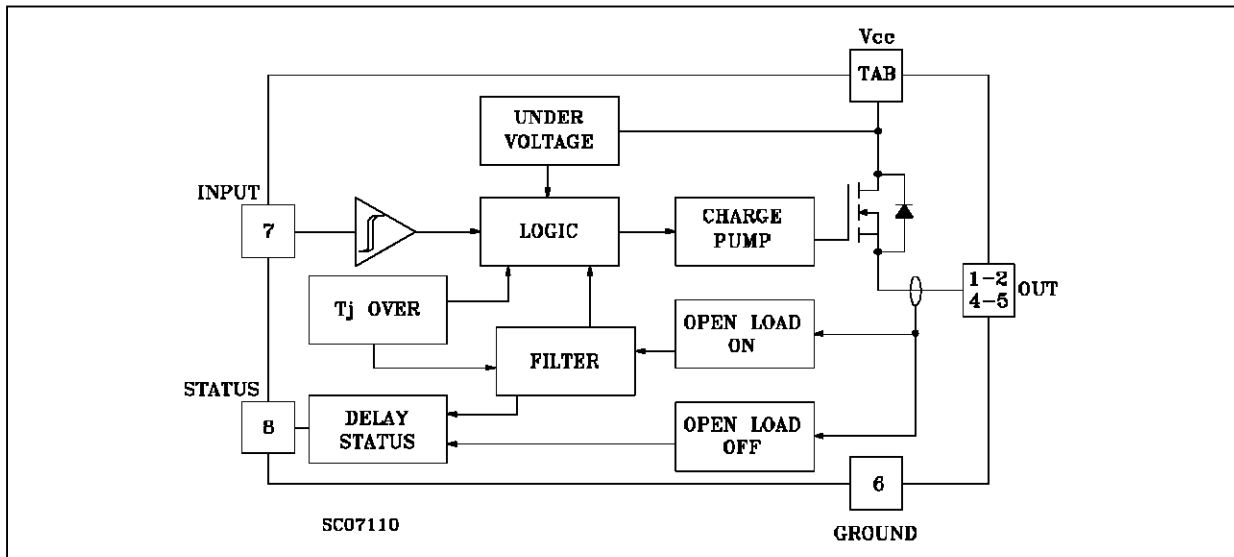 Vcc
TAB
UNDER
VOLTAGE
INPUT
7
LOGIC
CHARGE
PUMP
1-2
4-5
OUT
Tj OVER
OPEN LOAD
ON
FILTER
STATUS
8
DELAY
STATUS
OPEN LOAD
OFF
6
SC07110
GROUND